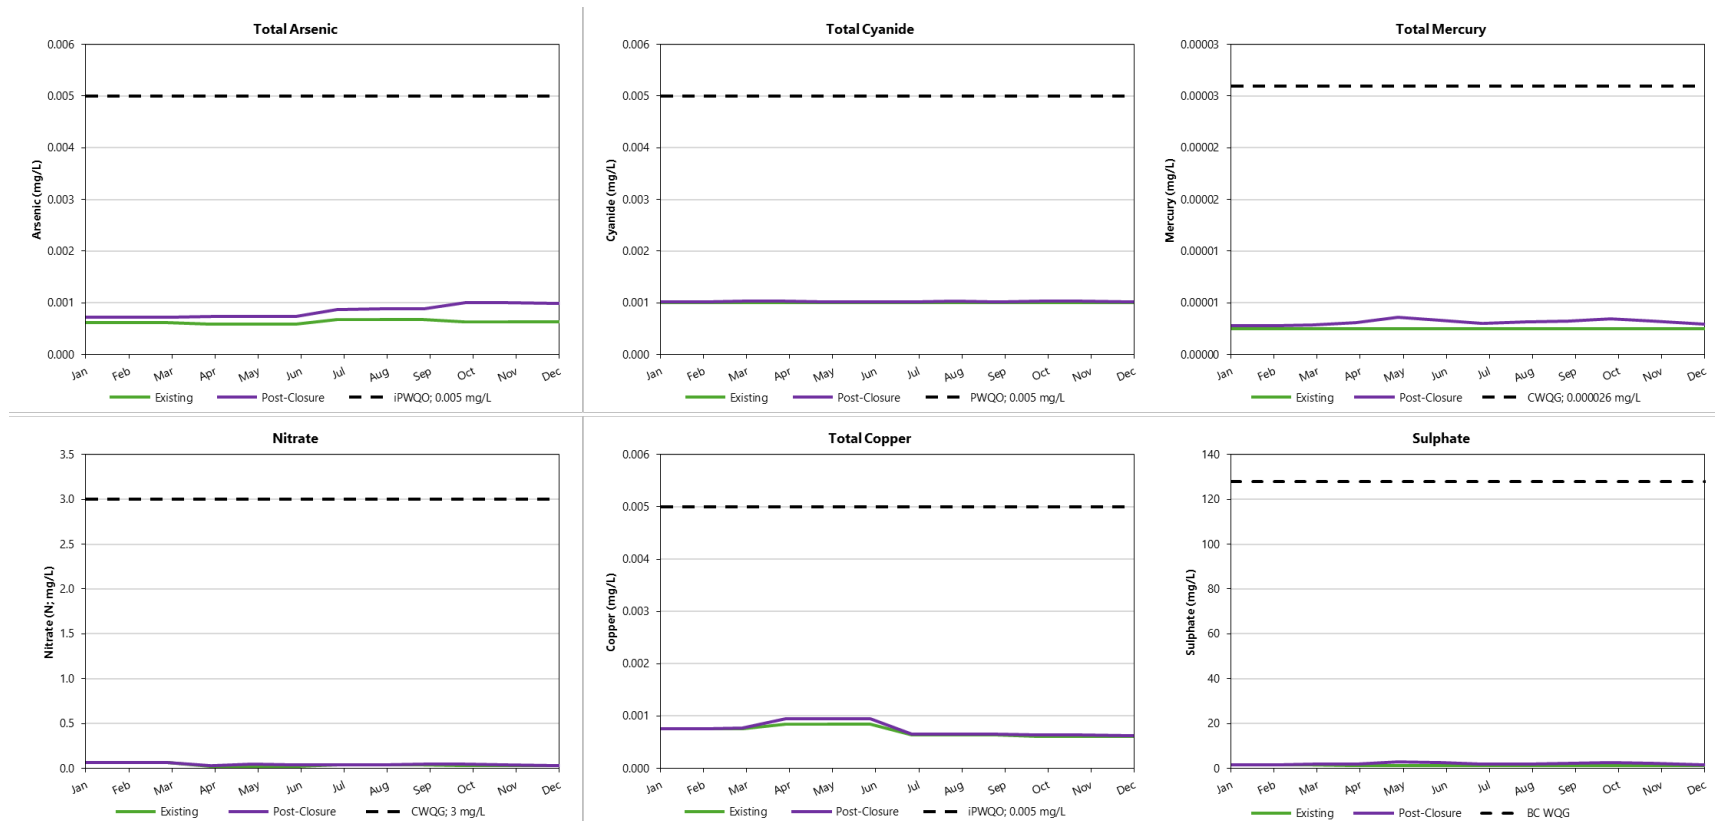 Total Arsenic
Arsenic (mg/L)
0.006
0.005
0.004
0.003
0.002
0.001
0.000
Jan Feb Mar Apr May Jun Jul Aug Sep Oct Nov Dec
Existing Post-Closure iPWQO; 0.005 mg/L
Total Cyanide
Cyanide (mg/L)
0.006
0.005
0.004
0.003
0.002
0.001
0.000
Jan Feb Mar Apr May Jun Jul Aug Sep Oct Nov Dec
Existing Post-Closure PWQO; 0.005 mg/L
Total Mercury
Mercury (mg/L)
0.00003
0.00003
0.00002
0.00002
0.00001
0.00001
0.00000
Jan Feb Mar Apr May Jun Jul Aug Sep Oct Nov Dec
Existing Post-Closure CWQG; 0.000026 mg/L
Nitrate
Nitrate (N; mg/L)
3.5
3.0
2.5
2.0
1.5
1.0
0.5
0.0
Jan Feb Mar Apr May Jun Jul Aug Sep Oct Nov Dec
Existing Post-Closure CWQG; 3 mg/L
Total Copper
Copper (mg/L)
0.006
0.005
0.004
0.003
0.002
0.001
0.000
Jan Feb Mar Apr May Jun Jul Aug Sep Oct Nov Dec
Existing Post-Closure iPWQO; 0.005 mg/L
Sulphate
Sulphate (mg/L)
140
120
100
80
60
40
20
0
Jan Feb Mar Apr May Jun Jul Aug Sep Oct Nov Dec
Existing Post-Closure BC WQG